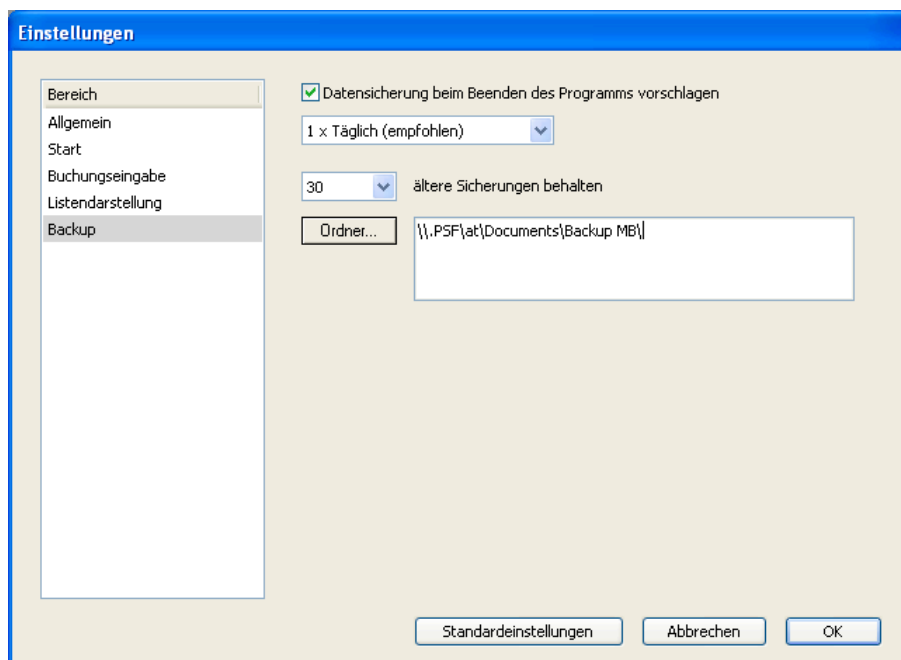 Einstellungen
Bereich
Allgemein
Start
Buchungseingabe
Listendarstellung
Backup
Datensicherung beim Beenden des Programms vorschlagen
1 x Täglich (empfohlen)
30 ältere Sicherungen behalten
Ordner... \\.PSF\at\Documents\Backup MB\
Standardeinstellungen Abbrechen OK